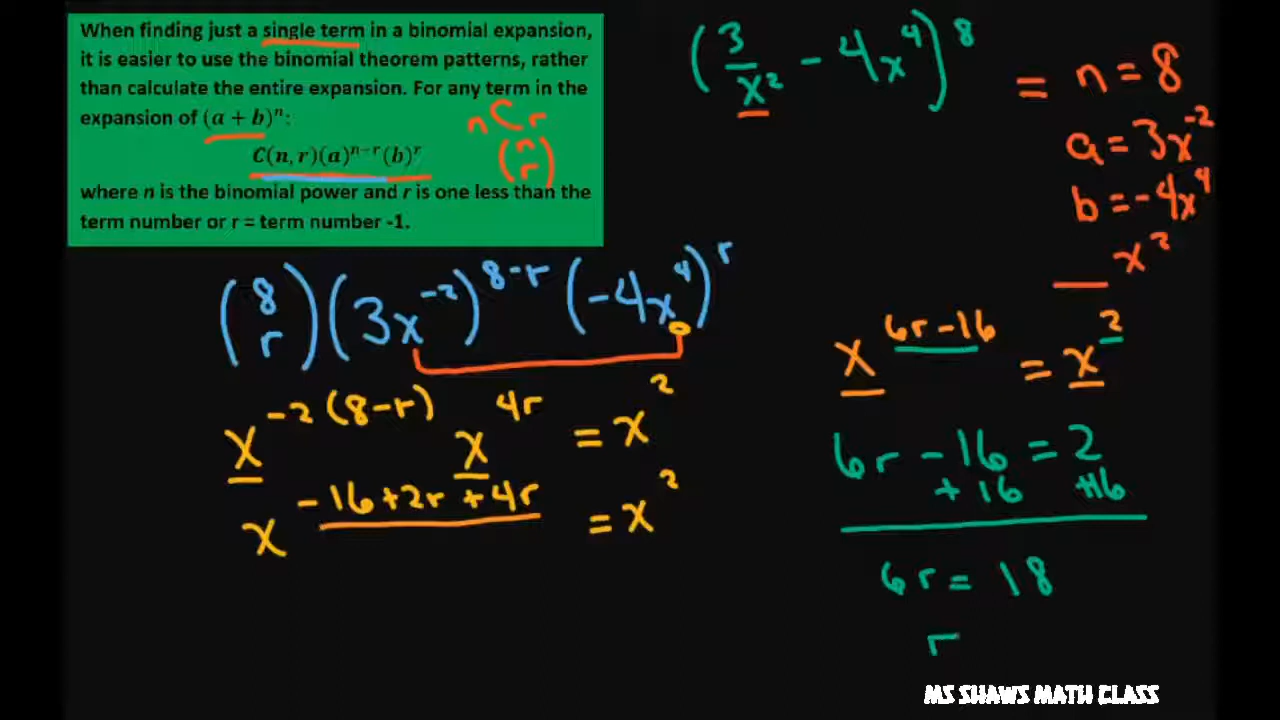 When finding just a single term in a binomial expansion,
it is easier to use the binomial theorem patterns, rather
than calculate the entire expansion. For any term in the
expansion of (a + b)ⁿ:
C(n, r)(a)ⁿ⁻ʳ(b)ʳ
where n is the binomial power and r is one less than the
term number or r = term number -1.
nCr
(n r)
(3/x² - 4x⁴)⁸
= n = 8
a = 3x⁻²
b = -4x⁴
__ x²
(8 r)(3x⁻²)⁸⁻ʳ(-4x⁴)ʳ
x^-2(8-r) x^4r = x²
x^-16+2r+4r = x²
x^6r-16 = x²
6r - 16 = 2
+ 16 +16
6r = 18
r
MS SHAWS MATH CLASS